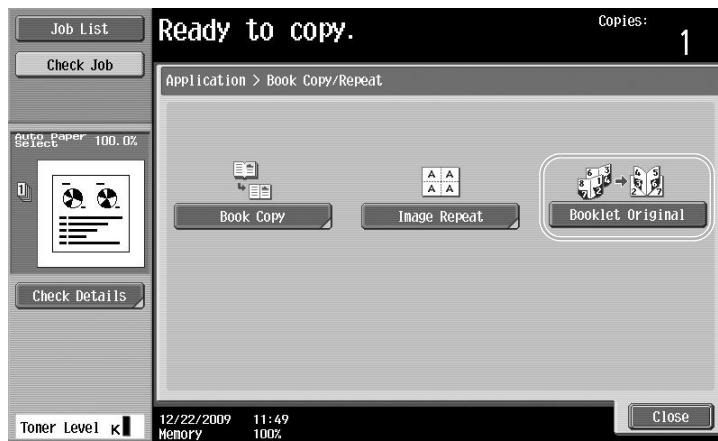 Job List
Check Job
Ready to copy.
Copies:
1
Application > Book Copy/Repeat
Auto Paper Select 100.0%
1
Book Copy
A A
A A
Image Repeat
Booklet Original
Check Details
Toner Level K
12/22/2009 11:49
Memory 100%
Close